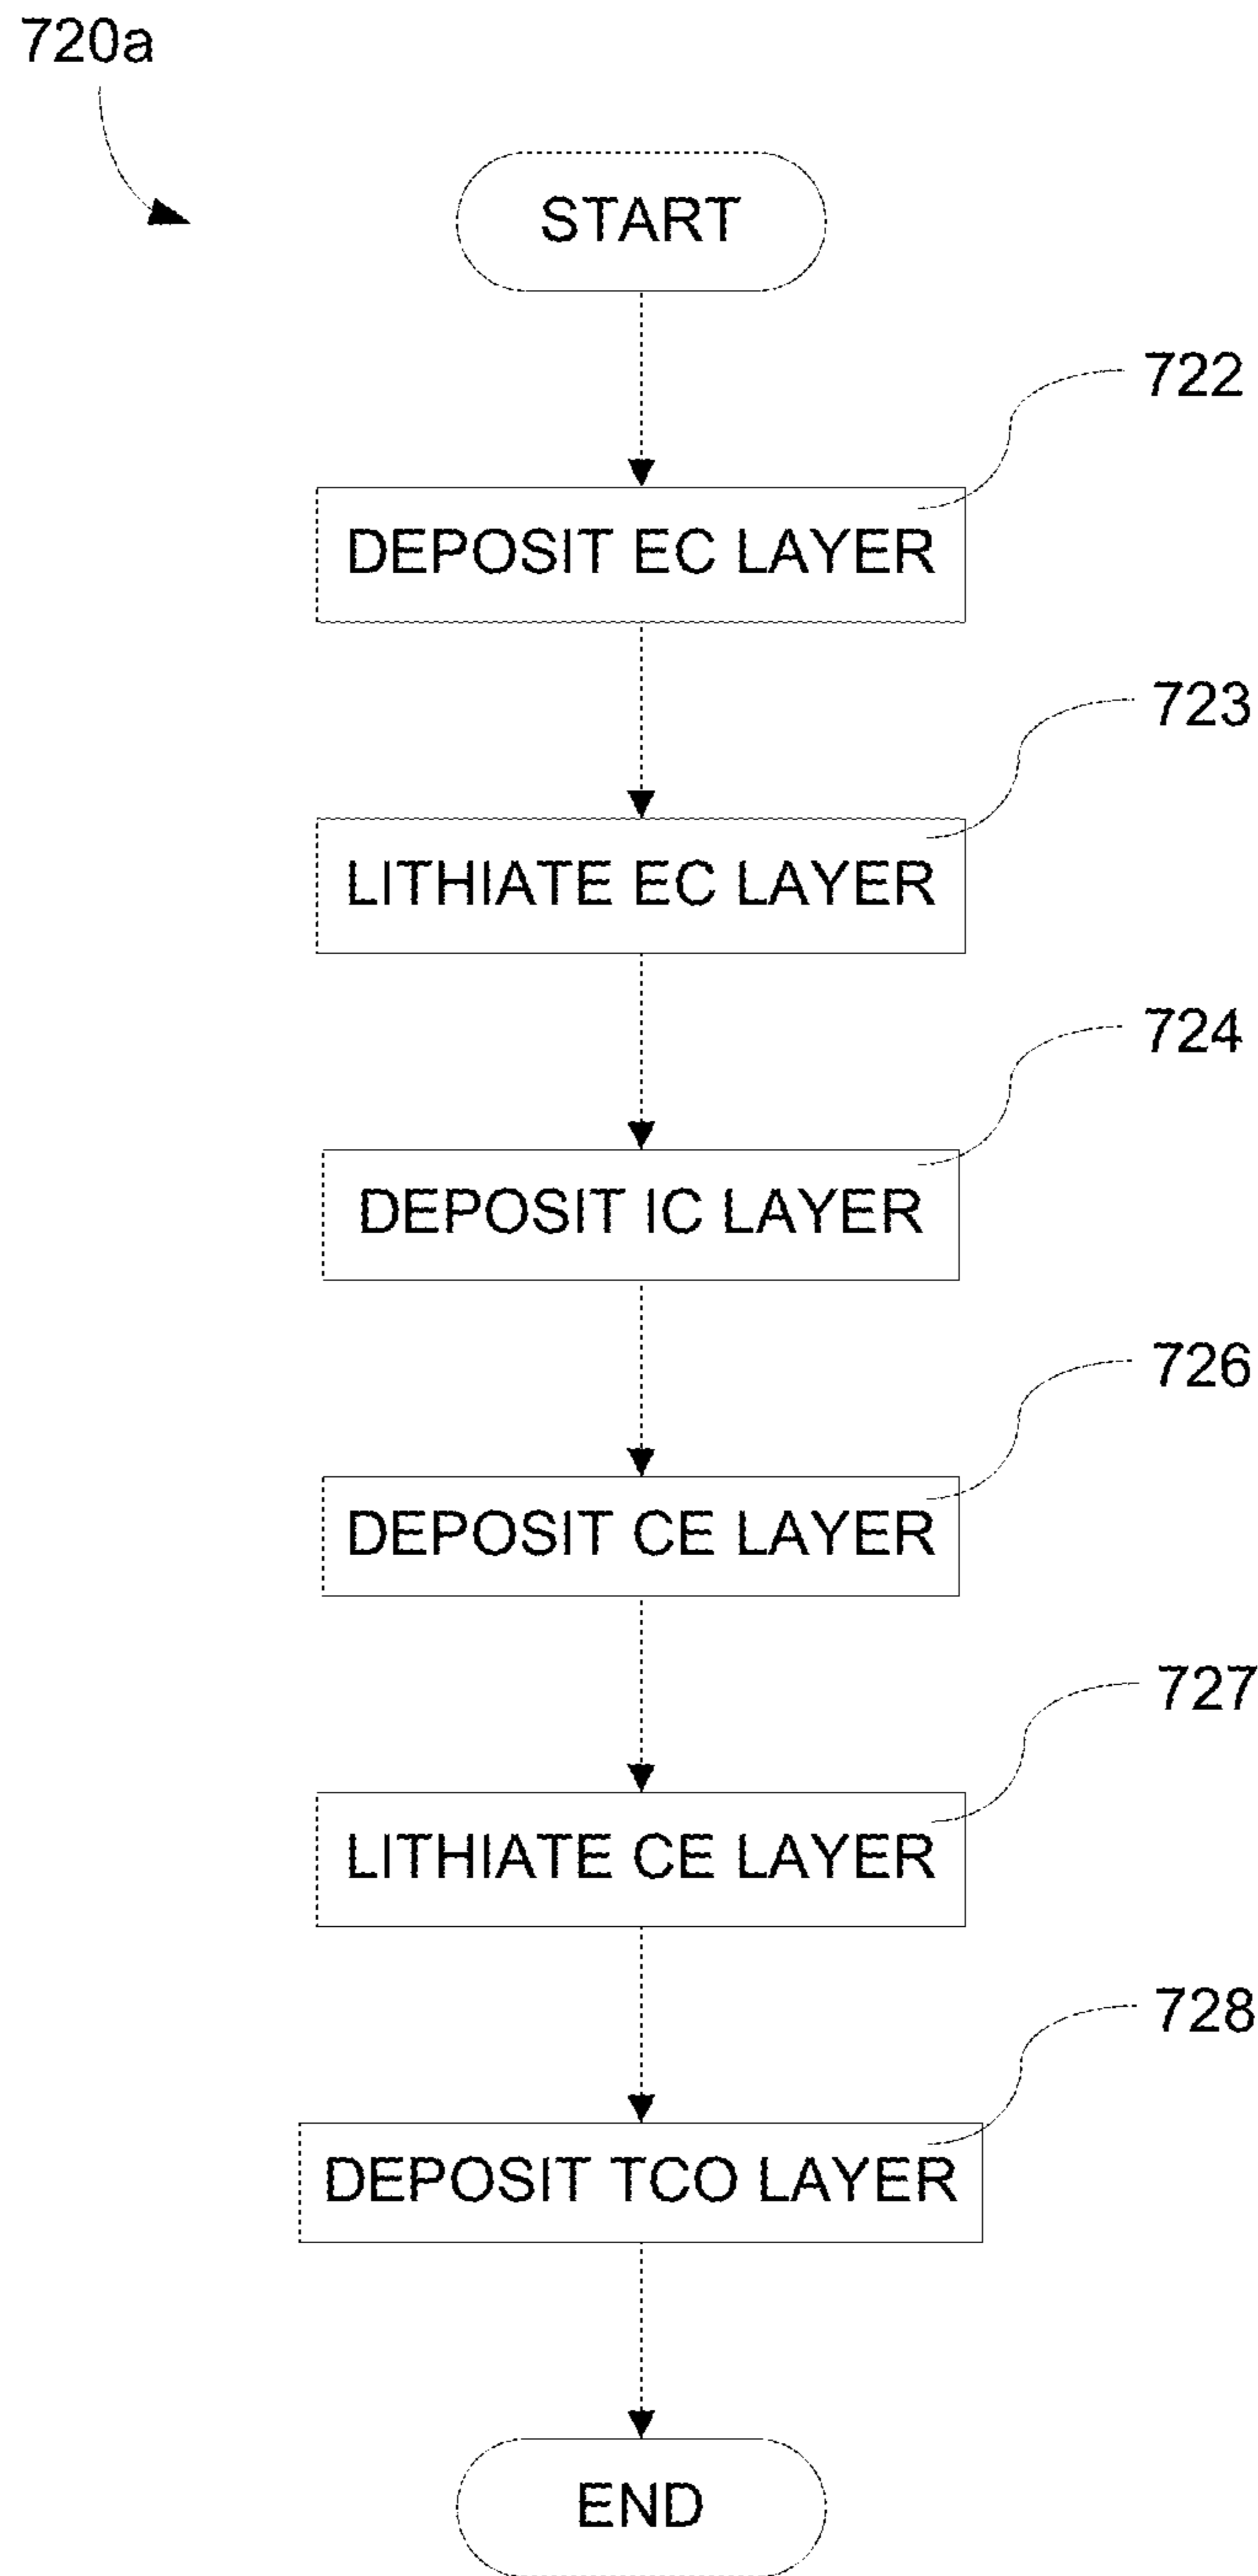 720a
START
722
DEPOSIT EC LAYER
723
LITHIATE EC LAYER
724
DEPOSIT IC LAYER
726
DEPOSIT CE LAYER
727
LITHIATE CE LAYER
728
DEPOSIT TCO LAYER
END